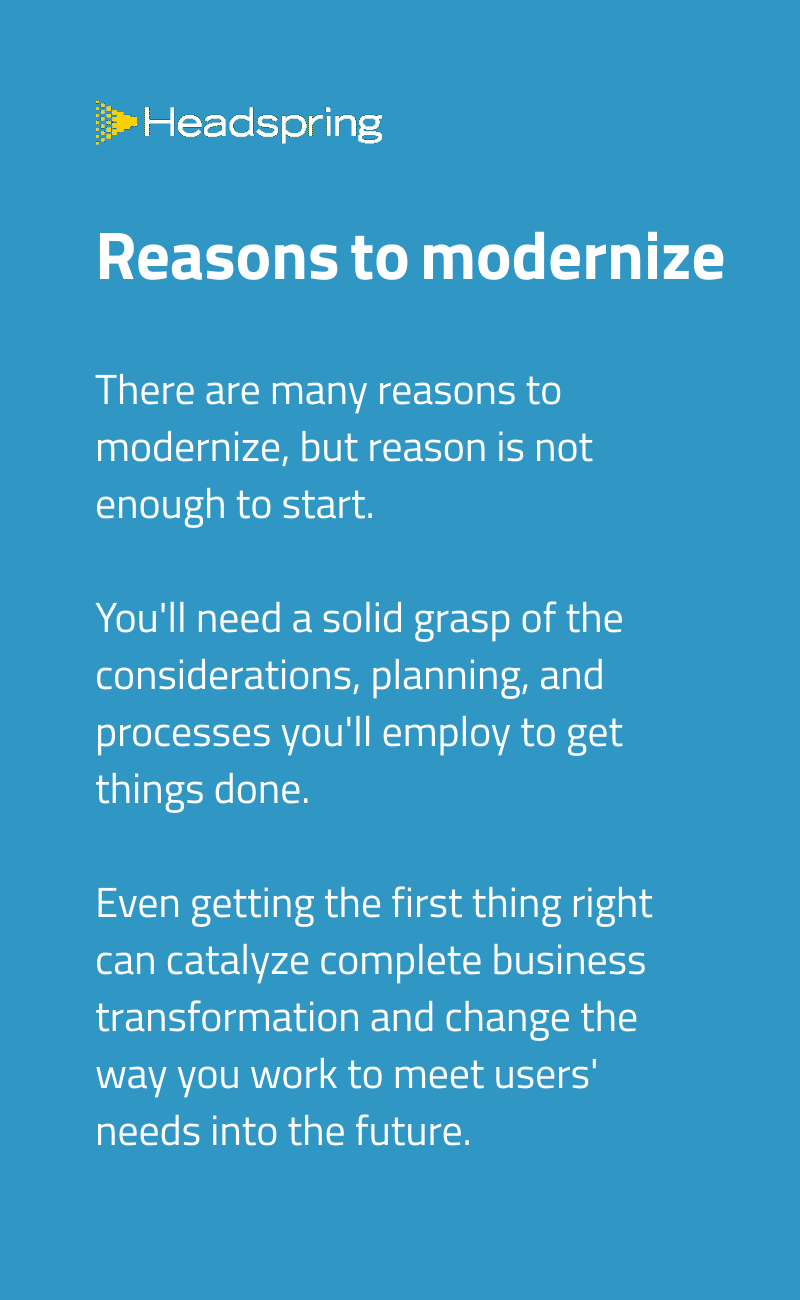 Headspring
Reasons to modernize
There are many reasons to
modernize, but reason is not
enough to start.
You'll need a solid grasp of the
considerations, planning, and
processes you'll employ to get
things done.
Even getting the first thing right
can catalyze complete business
transformation and change the
way you work to meet users'
needs into the future.